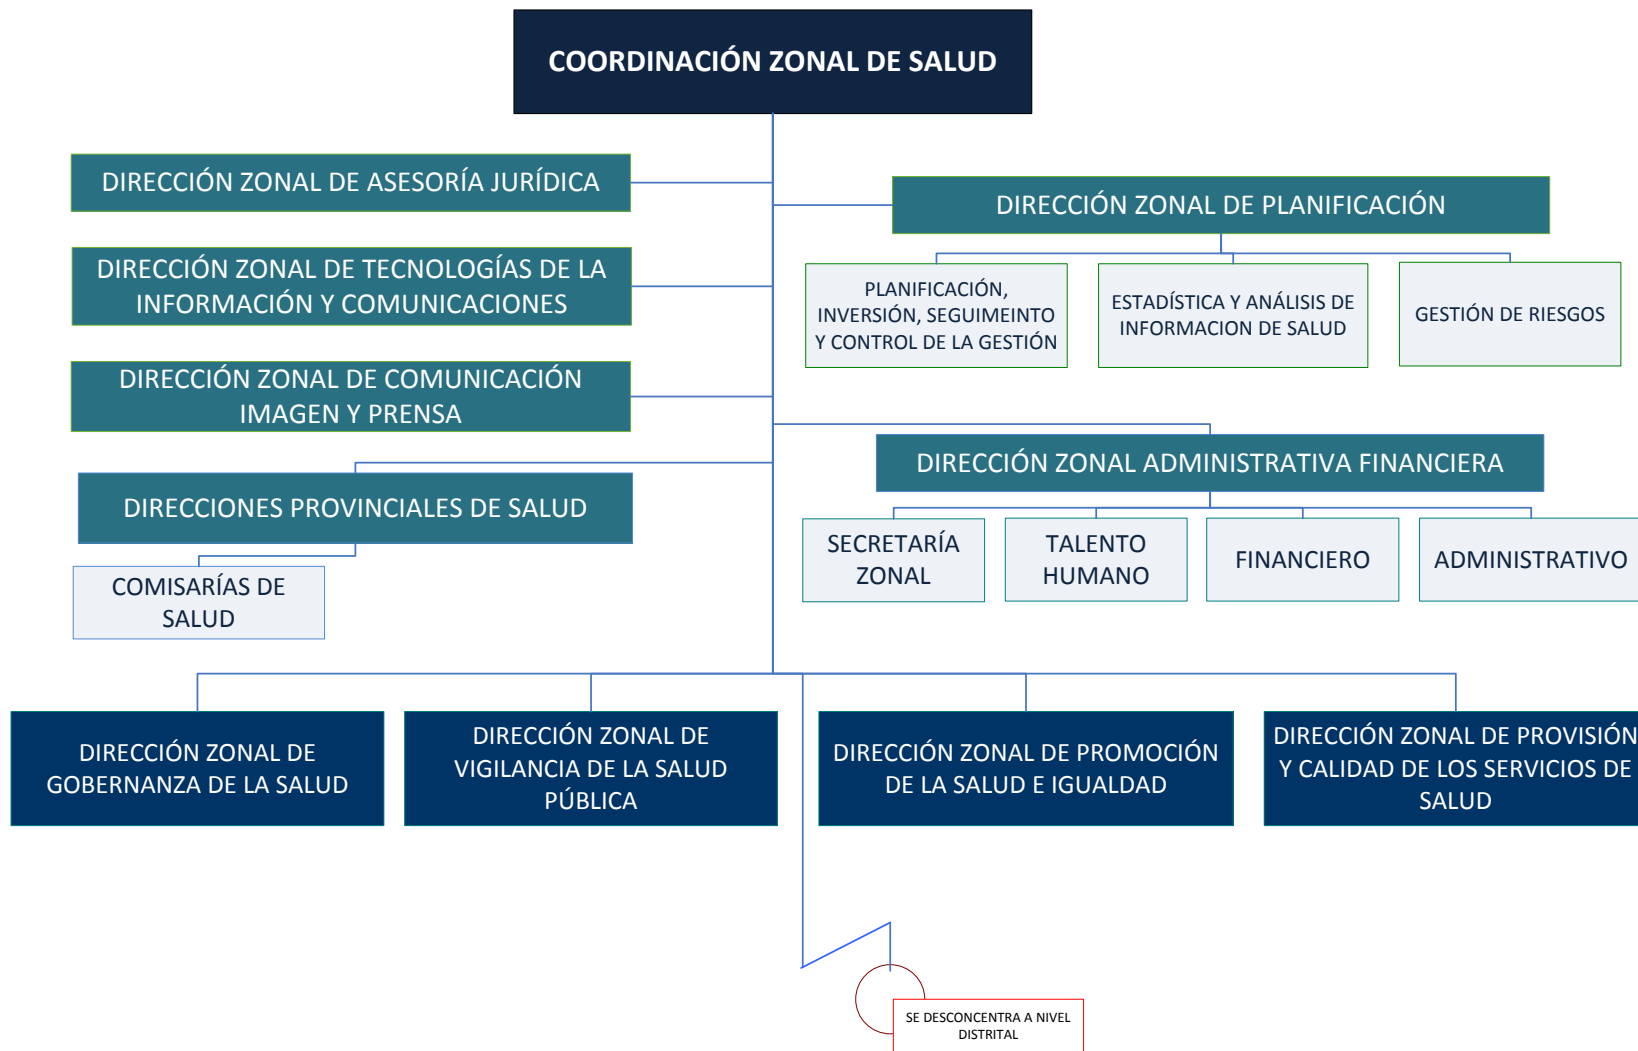 COORDINACIÓN ZONAL DE SALUD
DIRECCIÓN ZONAL DE ASESORÍA JURÍDICA
DIRECCIÓN ZONAL DE TECNOLOGÍAS DE LA
INFORMACIÓN Y COMUNICACIONES
DIRECCIÓN ZONAL DE COMUNICACIÓN
IMAGEN Y PRENSA
DIRECCIONES PROVINCIALES DE SALUD
COMISARÍAS DE
SALUD
DIRECCIÓN ZONAL DE PLANIFICACIÓN
PLANIFICACIÓN,
INVERSIÓN, SEGUIMEINTO
Y CONTROL DE LA GESTIÓN
ESTADÍSTICA Y ANÁLISIS DE
INFORMACION DE SALUD
GESTIÓN DE RIESGOS
DIRECCIÓN ZONAL ADMINISTRATIVA FINANCIERA
SECRETARÍA
ZONAL
TALENTO
HUMANO
FINANCIERO
ADMINISTRATIVO
DIRECCIÓN ZONAL DE
GOBERNANZA DE LA SALUD
DIRECCIÓN ZONAL DE
VIGILANCIA DE LA SALUD
PÚBLICA
DIRECCIÓN ZONAL DE PROMOCIÓN
DE LA SALUD E IGUALDAD
DIRECCIÓN ZONAL DE PROVISIÓN
Y CALIDAD DE LOS SERVICIOS DE
SALUD
SE DESCONCENTRA A NIVEL
DISTRITAL